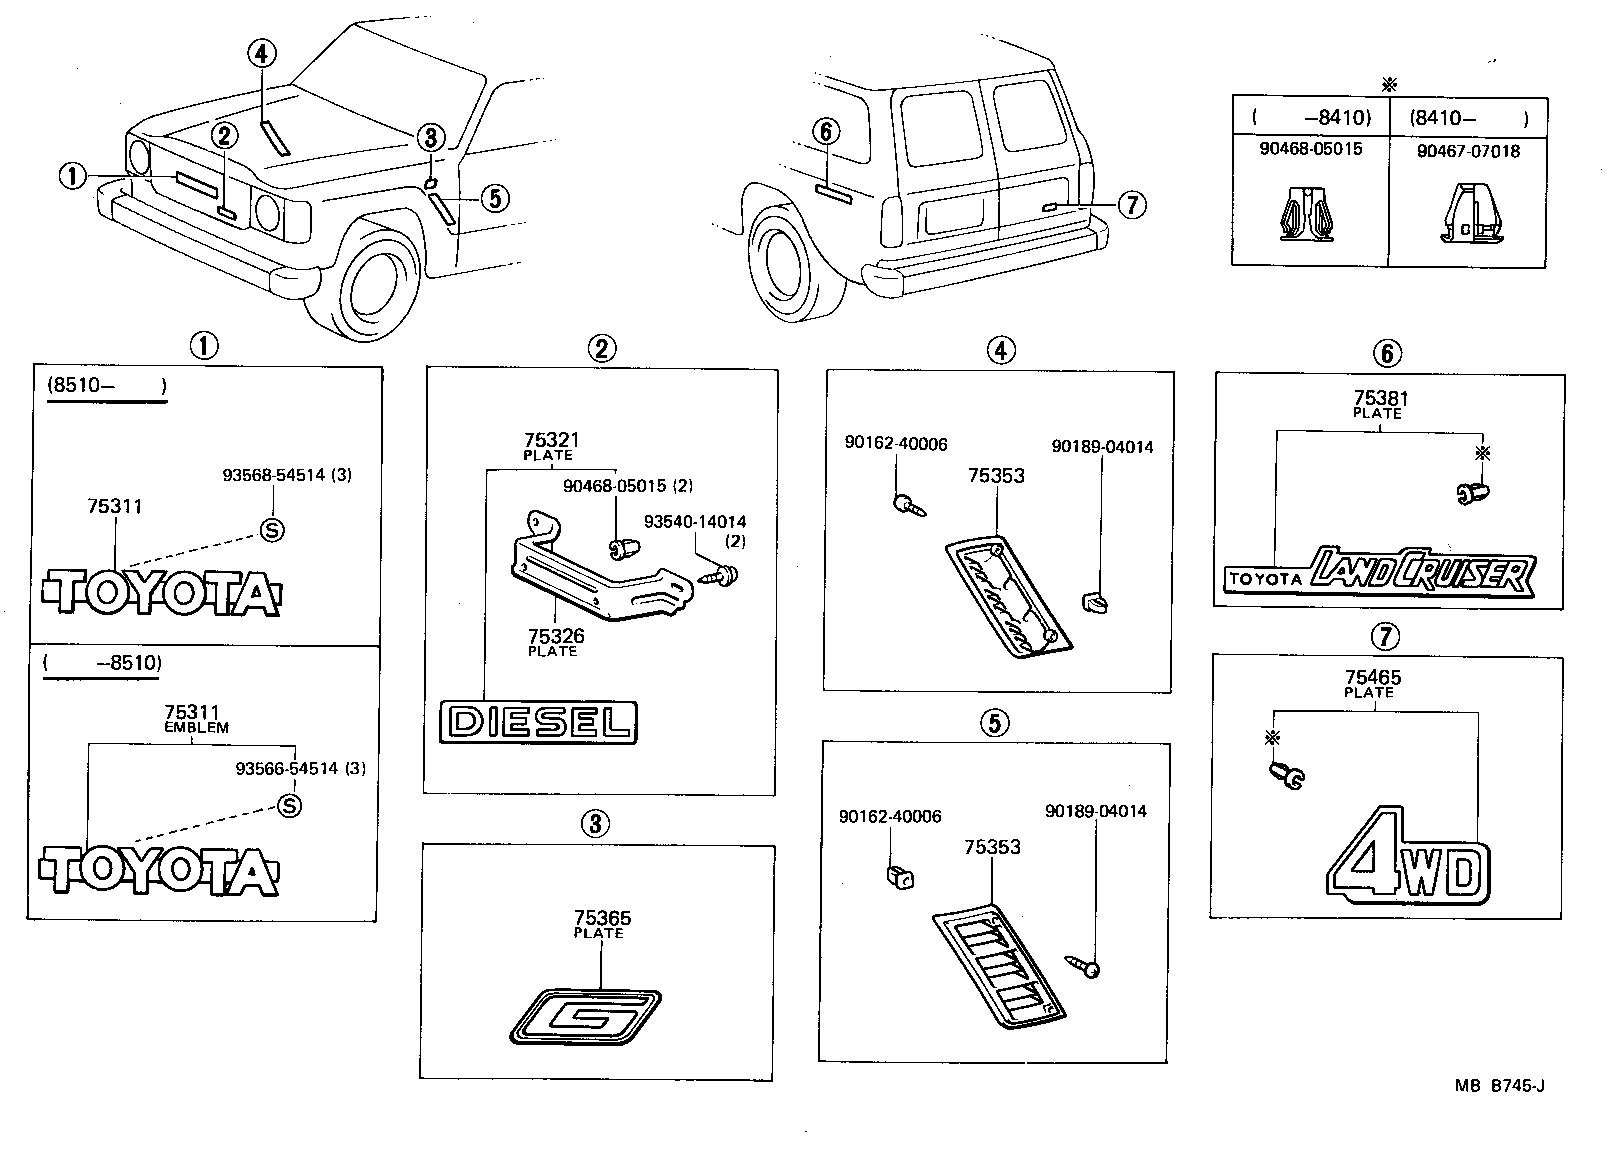 4
2
3
1
5
6
7
※
( -8410)
(8410- )
90468-05015
90467-07018
1
(8510- )
93568-54514 (3)
75311
S
TOYOTA
( -8510)
75311
EMBLEM
93566-54514 (3)
S
TOYOTA
2
75321
PLATE
90468-05015 (2)
93540-14014
(2)
75326
PLATE
DIESEL
3
75365
PLATE
G
4
90162-40006
90189-04014
75353
5
90162-40006
90189-04014
75353
6
75381
PLATE
※
TOYOTA LAND CRUISER
7
75465
PLATE
※
4WD
MB B745-J